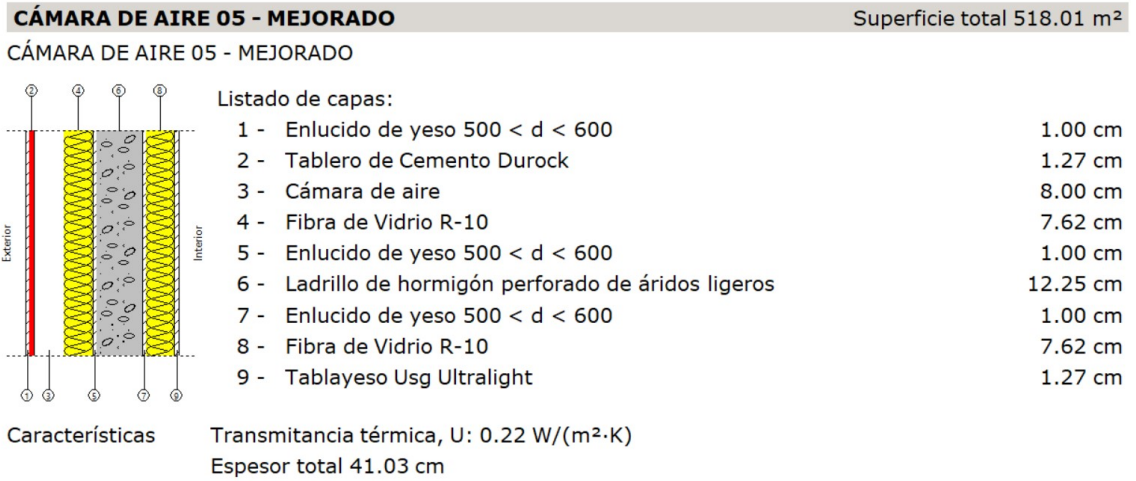 CÁMARA DE AIRE 05 - MEJORADO Superficie total 518.01 m²
CÁMARA DE AIRE 05 - MEJORADO
Listado de capas:
1 - Enlucido de yeso 500 < d < 600 1.00 cm
2 - Tablero de Cemento Durock 1.27 cm
3 - Cámara de aire 8.00 cm
4 - Fibra de Vidrio R-10 7.62 cm
5 - Enlucido de yeso 500 < d < 600 1.00 cm
6 - Ladrillo de hormigón perforado de áridos ligeros 12.25 cm
7 - Enlucido de yeso 500 < d < 600 1.00 cm
8 - Fibra de Vidrio R-10 7.62 cm
9 - Tablayeso Usg Ultralight 1.27 cm
2 4 6 8
Exterior
Interior
1 3 5 7 9
Características Transmitancia térmica, U: 0.22 W/(m²·K)
Espesor total 41.03 cm